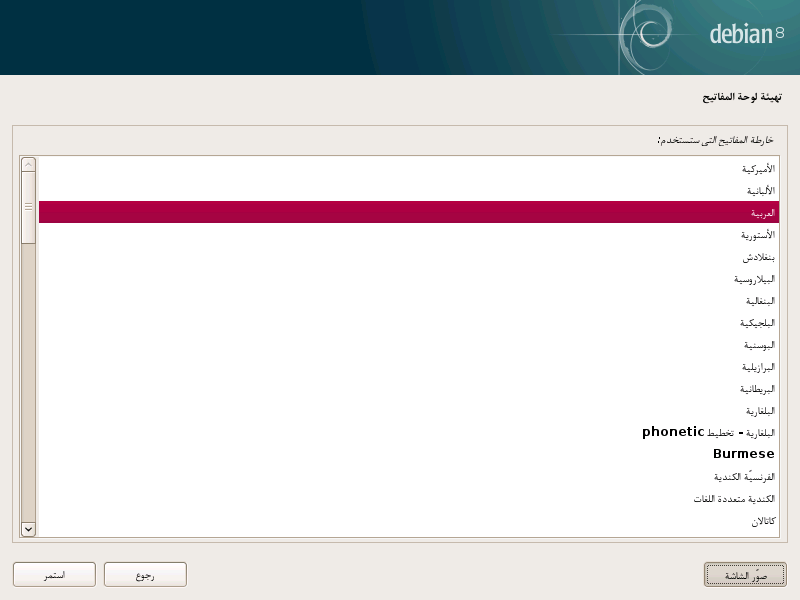 debian 8
تهيئة لوحة المفاتيح
خارطة المفاتيح التي ستستخدم:
الأميركية
الألبانية
العربية
الأستورية
بنغلادش
البيلاروسية
البنغالية
البلجيكية
البوسنية
البرازيلية
البريطانية
البلغارية
البلغارية - تخطيط phonetic
Burmese
الفرنسيّة الكندية
الكندية متعددة اللغات
كاتالان
صوّر الشاشة
رجوع
استمر